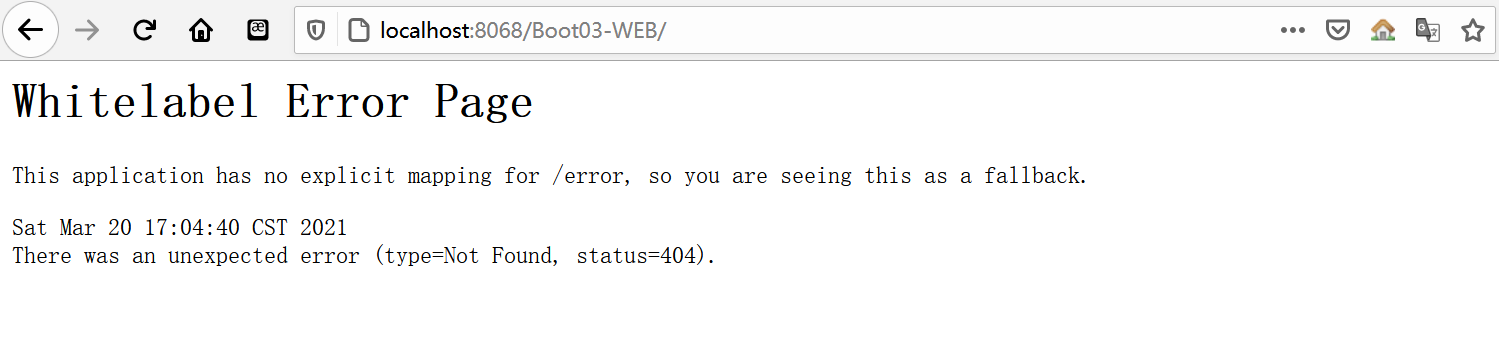 æ
localhost:8068/Boot03-WEB/
Whitelabel Error Page
This application has no explicit mapping for /error, so you are seeing this as a fallback.
Sat Mar 20 17:04:40 CST 2021
There was an unexpected error (type=Not Found, status=404).